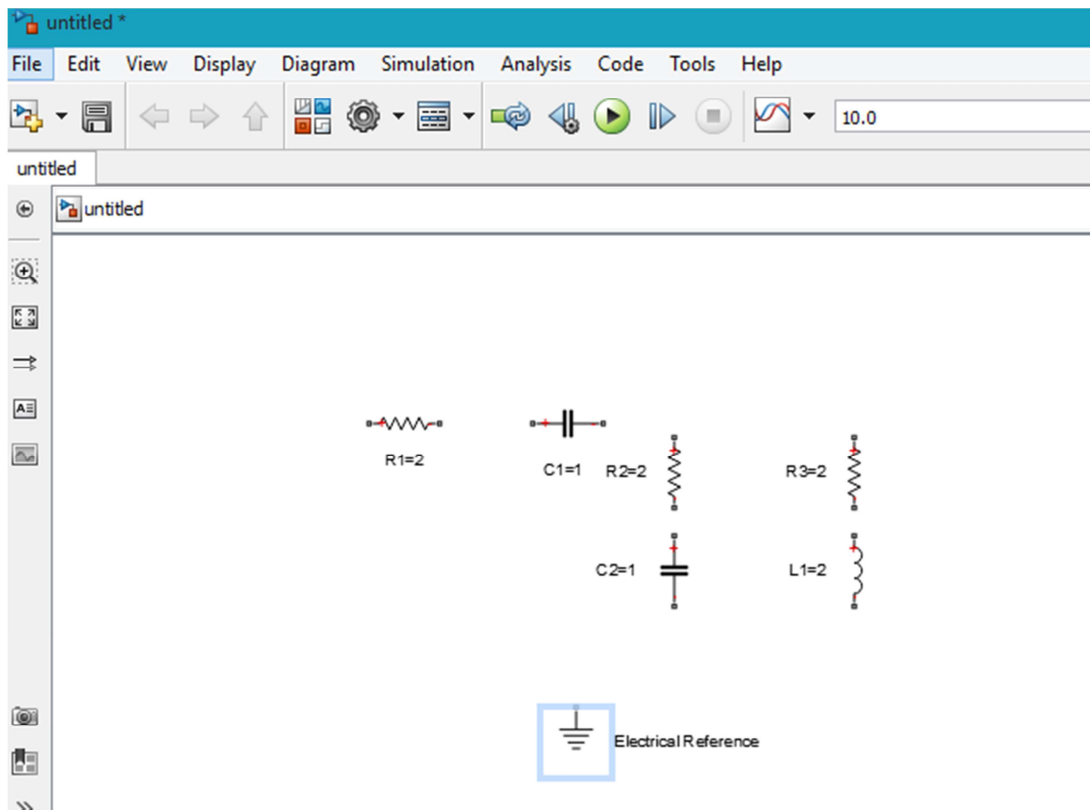 untitled *
File Edit View Display Diagram Simulation Analysis Code Tools Help
10.0
untitled
untitled
R1=2
C1=1
R2=2
R3=2
C2=1
L1=2
Electrical Reference